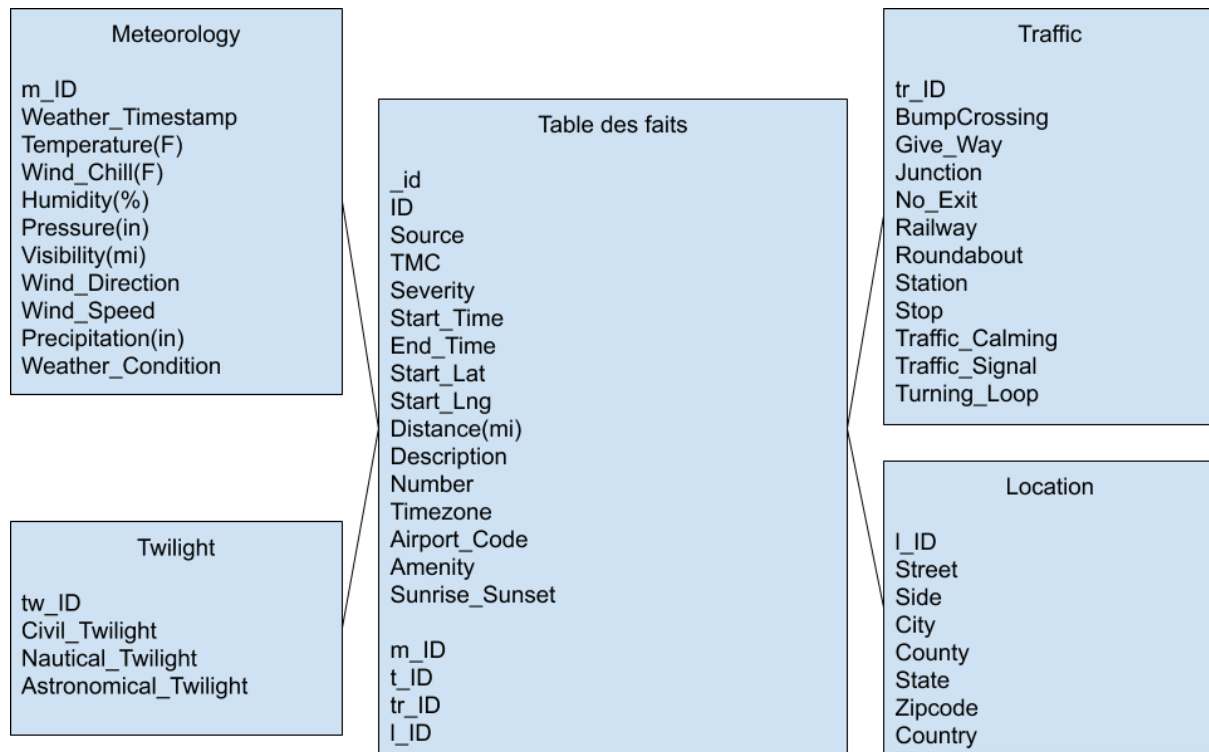 Meteorology
m_ID
Weather_Timestamp
Temperature(F)
Wind_Chill(F)
Humidity(%)
Pressure(in)
Visibility(mi)
Wind_Direction
Wind_Speed
Precipitation(in)
Weather_Condition
Twilight
tw_ID
Civil_Twilight
Nautical_Twilight
Astronomical_Twilight
Table des faits
_id
ID
Source
TMC
Severity
Start_Time
End_Time
Start_Lat
Start_Lng
Distance(mi)
Description
Number
Timezone
Airport_Code
Amenity
Sunrise_Sunset
m_ID
t_ID
tr_ID
l_ID
Traffic
tr_ID
BumpCrossing
Give_Way
Junction
No_Exit
Railway
Roundabout
Station
Stop
Traffic_Calming
Traffic_Signal
Turning_Loop
Location
l_ID
Street
Side
City
County
State
Zipcode
Country